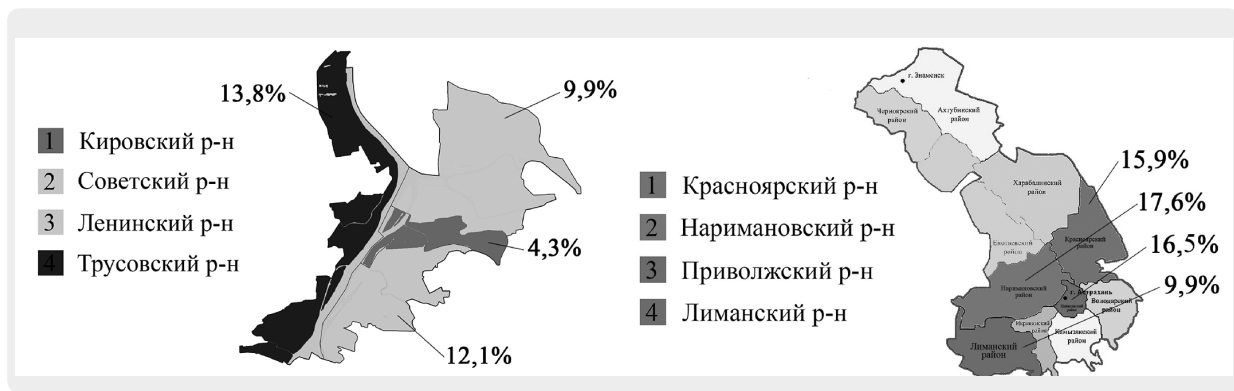 13,8%
9,9%
1 Кировский р-н
2 Советский р-н
3 Ленинский р-н
4 Трусовский р-н
4,3%
12,1%
г. Знаменск
Черноярский
район
Ахтубинский
район
15,9%
Харабалинский
район
17,6%
1 Красноярский р-н
2 Наримановский р-н
3 Приволжский р-н
4 Лиманский р-н
Енотаевский
район
Красноярский
район
16,5%
Наримановский
район
г. Астрахань
9,9%
Володарский
район
Икрянинский
район
Камызякский
район
Лиманский
район